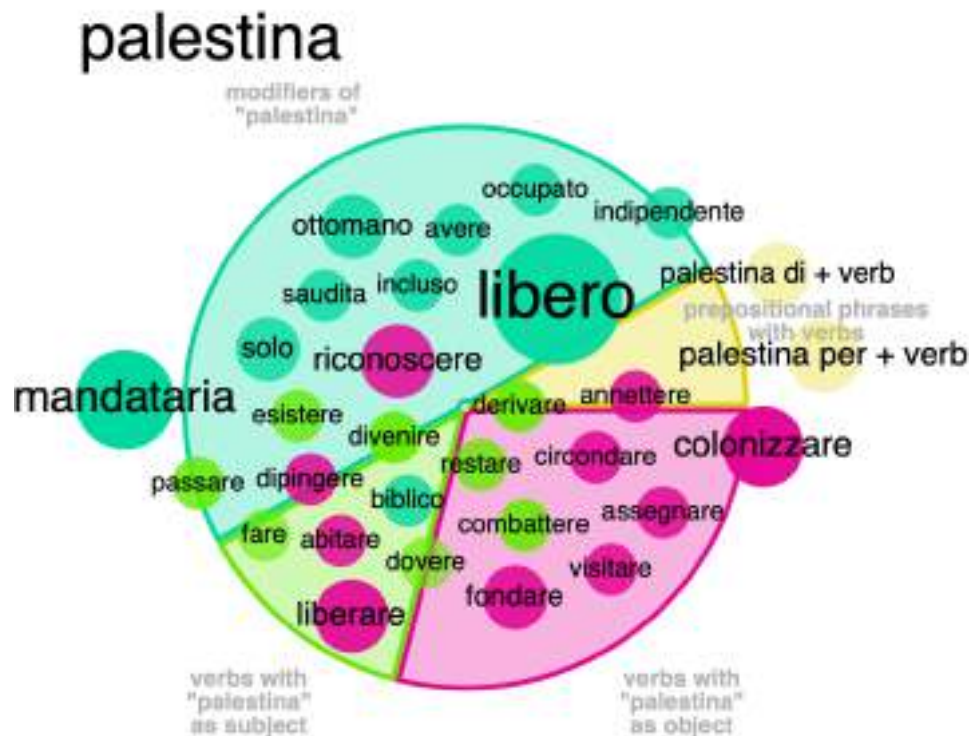 palestina
modifiers of
"palestina"
occupato
indipendente
ottomano
avere
palestina di + verb
saudita
incluso
libero
prepositional phrases
with verbs
solo
riconoscere
palestina per + verb
mandataria
esistere
derivare
annettere
divenire
colonizzare
passare
dipingere
restare
circondare
biblico
assegnare
fare
abitare
combattere
dovere
visitare
liberare
fondare
verbs with
"palestina"
as subject
verbs with
"palestina"
as object